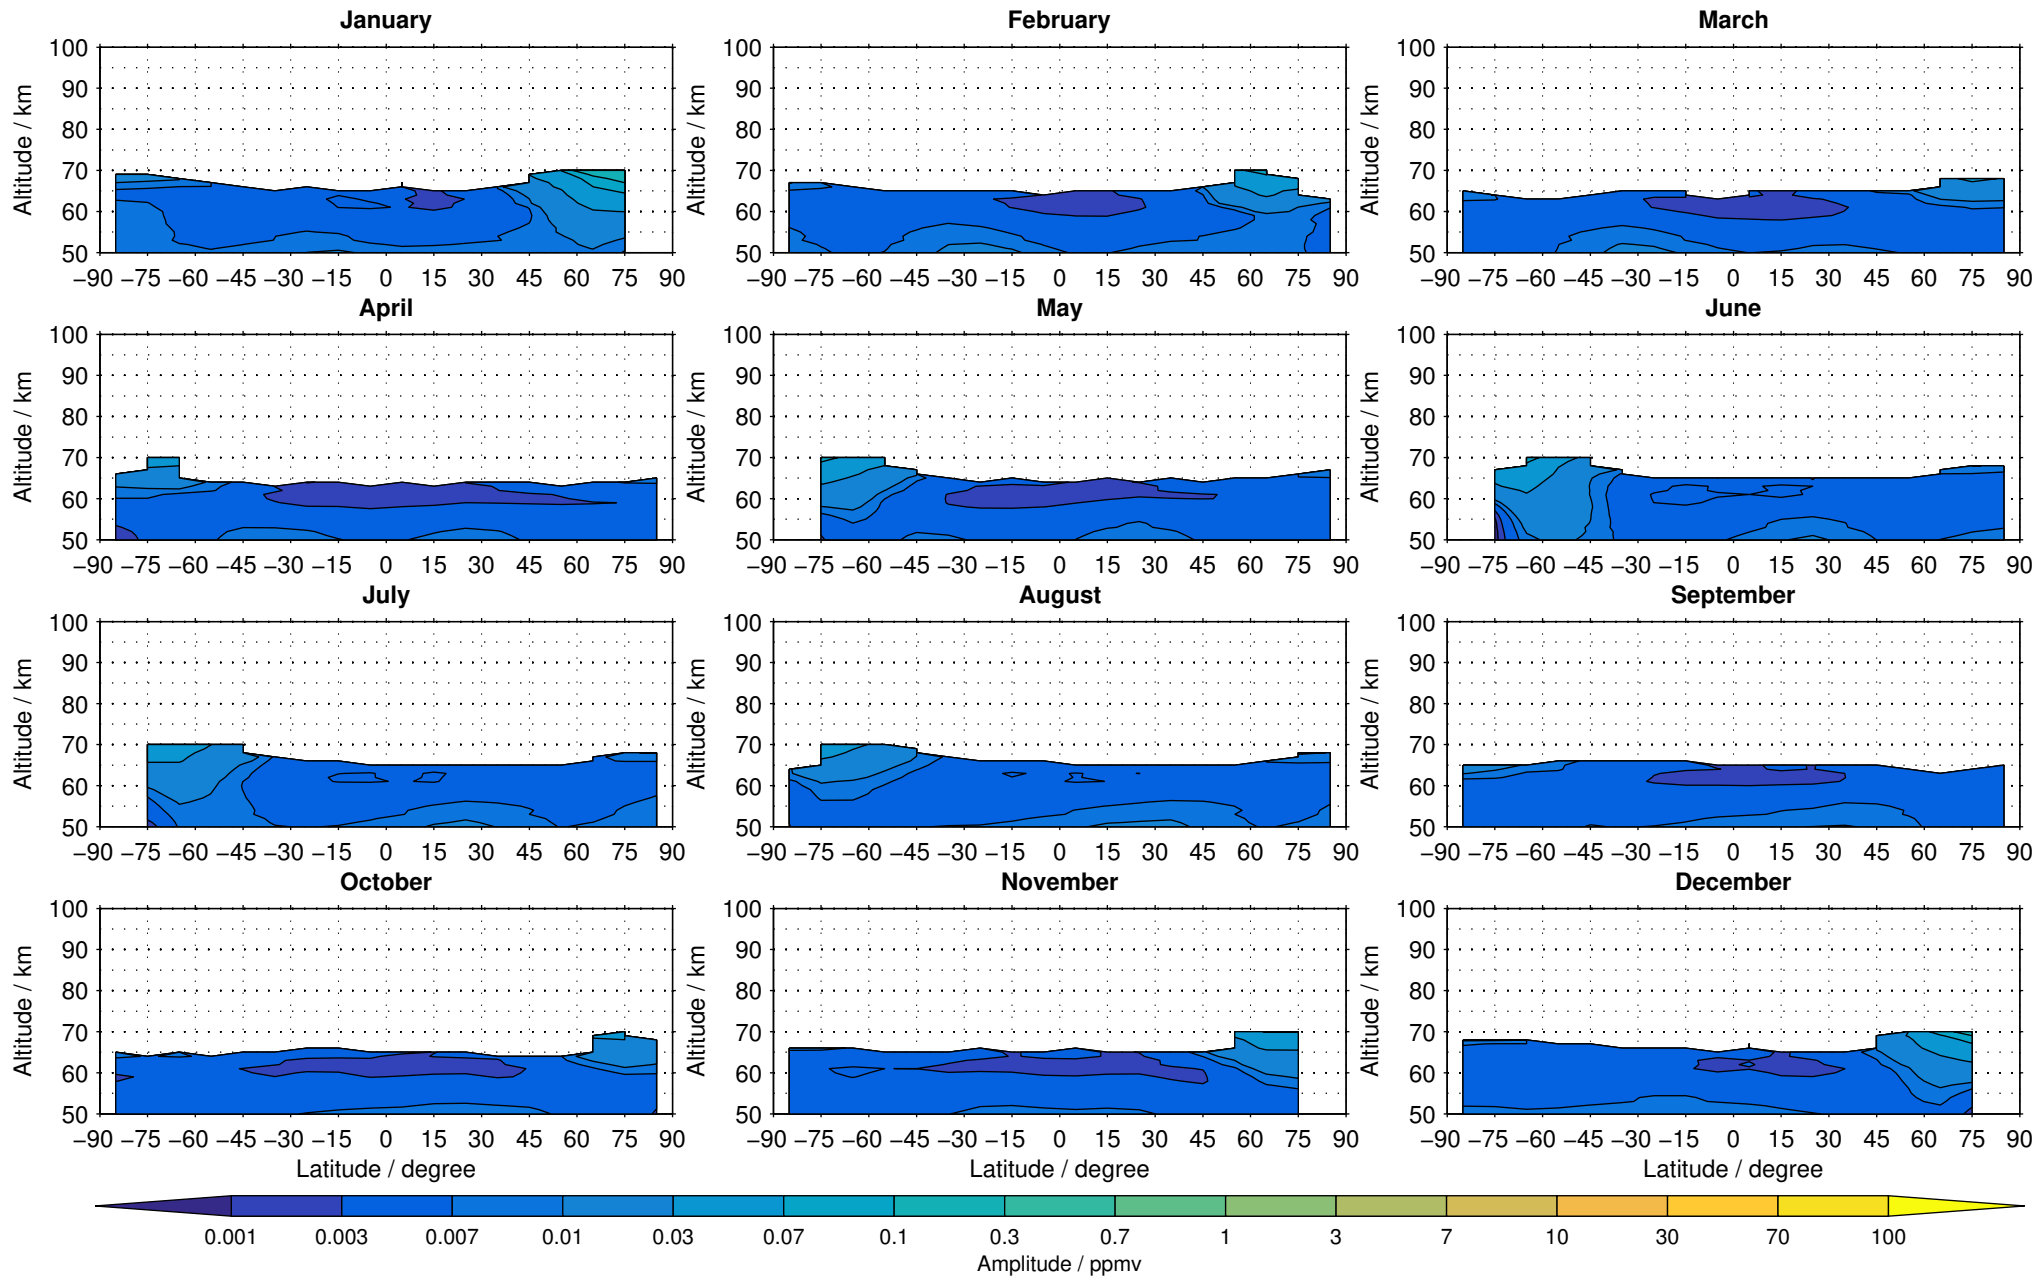 January February March
100 100 100
90 90 90
80 80 80
70 70 70
60 60 60
50 50 50
Altitude / km Altitude / km Altitude / km
−90 −75 −60 −45 −30 −15 0 15 30 45 60 75 90 −90 −75 −60 −45 −30 −15 0 15 30 45 60 75 90 −90 −75 −60 −45 −30 −15 0 15 30 45 60 75 90
April May June
100 100 100
90 90 90
80 80 80
70 70 70
60 60 60
50 50 50
Altitude / km Altitude / km Altitude / km
−90 −75 −60 −45 −30 −15 0 15 30 45 60 75 90 −90 −75 −60 −45 −30 −15 0 15 30 45 60 75 90 −90 −75 −60 −45 −30 −15 0 15 30 45 60 75 90
July August September
100 100 100
90 90 90
80 80 80
70 70 70
60 60 60
50 50 50
Altitude / km Altitude / km Altitude / km
−90 −75 −60 −45 −30 −15 0 15 30 45 60 75 90 −90 −75 −60 −45 −30 −15 0 15 30 45 60 75 90 −90 −75 −60 −45 −30 −15 0 15 30 45 60 75 90
October November December
100 100 100
90 90 90
80 80 80
70 70 70
60 60 60
50 50 50
Altitude / km Altitude / km Altitude / km
−90 −75 −60 −45 −30 −15 0 15 30 45 60 75 90 −90 −75 −60 −45 −30 −15 0 15 30 45 60 75 90 −90 −75 −60 −45 −30 −15 0 15 30 45 60 75 90
Latitude / degree Latitude / degree Latitude / degree
0.001 0.003 0.007 0.01 0.03 0.07 0.1 0.3 0.7 1 3 7 10 30 70 100
Amplitude / ppmv